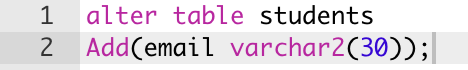 1 alter table students
2 Add(email varchar2(30));